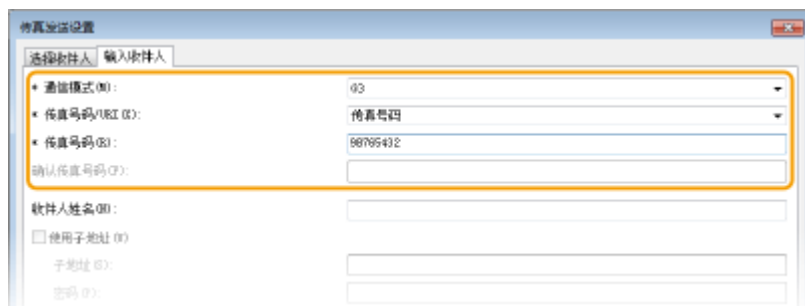 传真发送设置
选择收件人 输入收件人
* 通信模式(M): G3
* 传真号码/URI(X): 传真号码
* 传真号码(R): 98765432
确认传真号码(P):
收件人姓名(H):
使用子地址(V)
子地址(S):
密码(P):